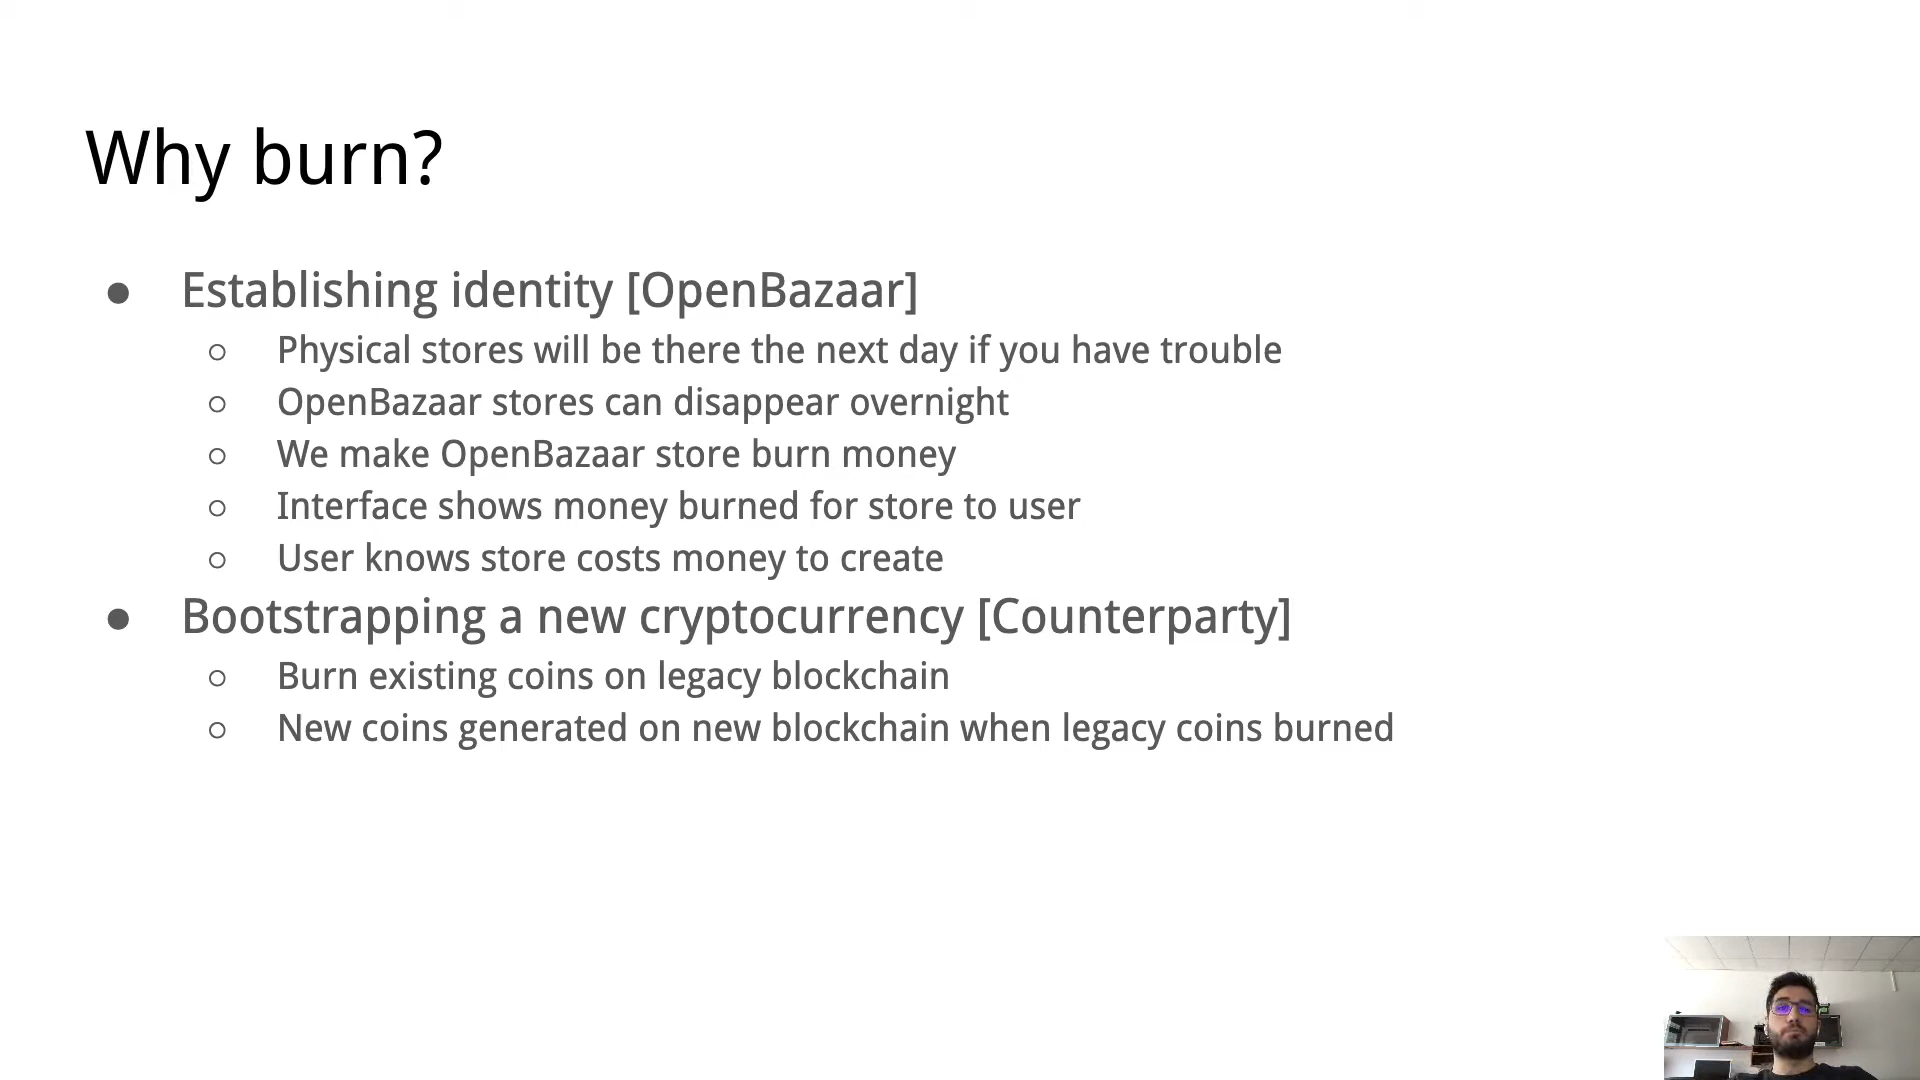 Why burn?
● Establishing identity [OpenBazaar]
○ Physical stores will be there the next day if you have trouble
○ OpenBazaar stores can disappear overnight
○ We make OpenBazaar store burn money
○ Interface shows money burned for store to user
○ User knows store costs money to create
● Bootstrapping a new cryptocurrency [Counterparty]
○ Burn existing coins on legacy blockchain
○ New coins generated on new blockchain when legacy coins burned